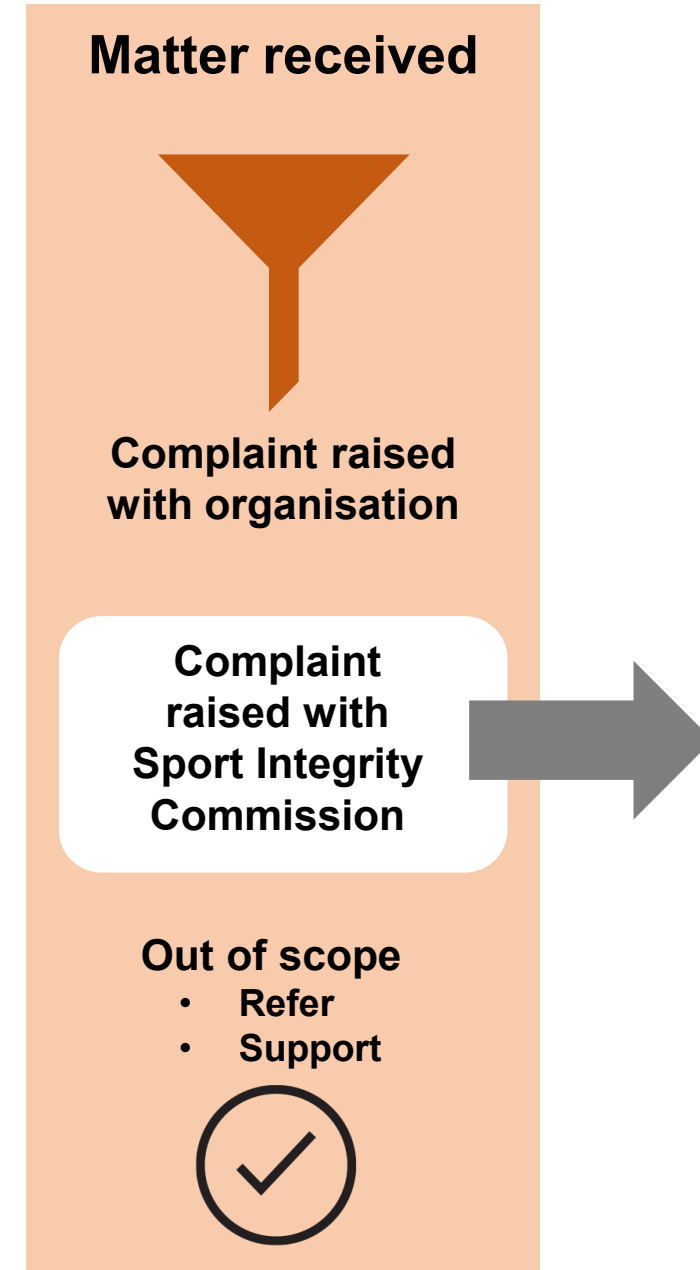 Matter received
Complaint raised
with organisation
Complaint
raised with
Sport Integrity
Commission
Out of scope
• Refer
• Support